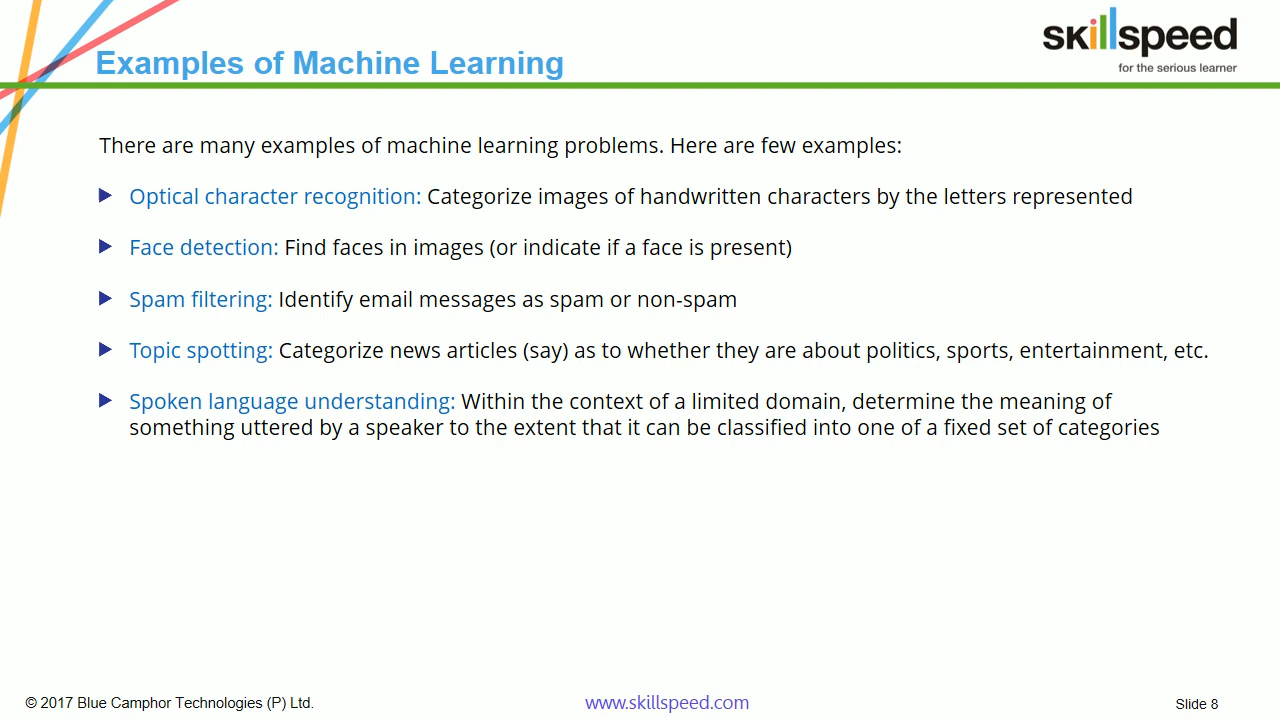 skillspeed
for the serious learner
Examples of Machine Learning
There are many examples of machine learning problems. Here are few examples:
Optical character recognition: Categorize images of handwritten characters by the letters represented
Face detection: Find faces in images (or indicate if a face is present)
Spam filtering: Identify email messages as spam or non-spam
Topic spotting: Categorize news articles (say) as to whether they are about politics, sports, entertainment, etc.
Spoken language understanding: Within the context of a limited domain, determine the meaning of
something uttered by a speaker to the extent that it can be classified into one of a fixed set of categories
© 2017 Blue Camphor Technologies (P) Ltd.
www.skillspeed.com
Slide 8